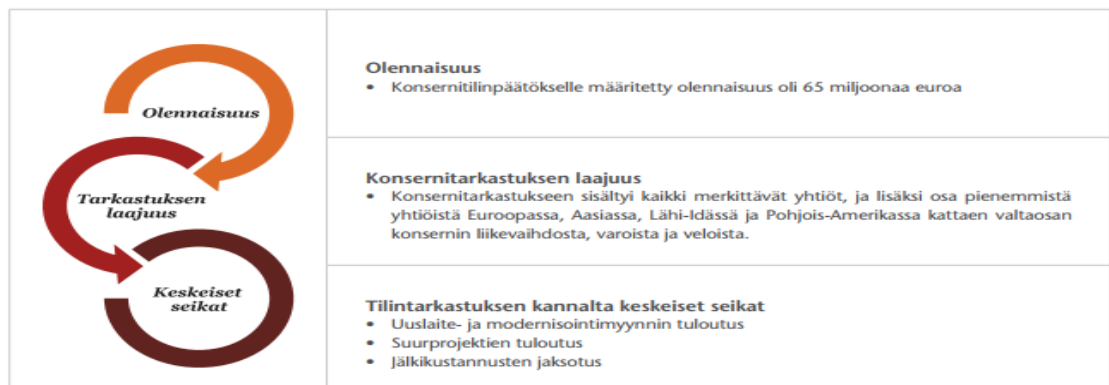 Olennaisuus
Olennaisuus
• Konsernitilinpäätökselle määritetty olennaisuus oli 65 miljoonaa euroa
Tarkastuksen
laajuus
Konsernitarkastuksen laajuus
• Konsernitarkastukseen sisältyi kaikki merkittävät yhtiöt, ja lisäksi osa pienemmistä
yhtiöistä Euroopassa, Aasiassa, Lähi-Idässä ja Pohjois-Amerikassa kattaen valtaosan
konsernin liikevaihdosta, varoista ja veloista.
Keskeiset
seikat
Tilintarkastuksen kannalta keskeiset seikat
• Uuslaite- ja modernisointimyynnin tuloutus
• Suurprojektien tuloutus
• Jälkikustannusten jaksotus